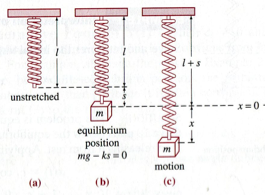 l
l
l + s
unstretched
s
m
x = 0
x
equilibrium
position
mg − ks = 0
m
motion
(a)
(b)
(c)